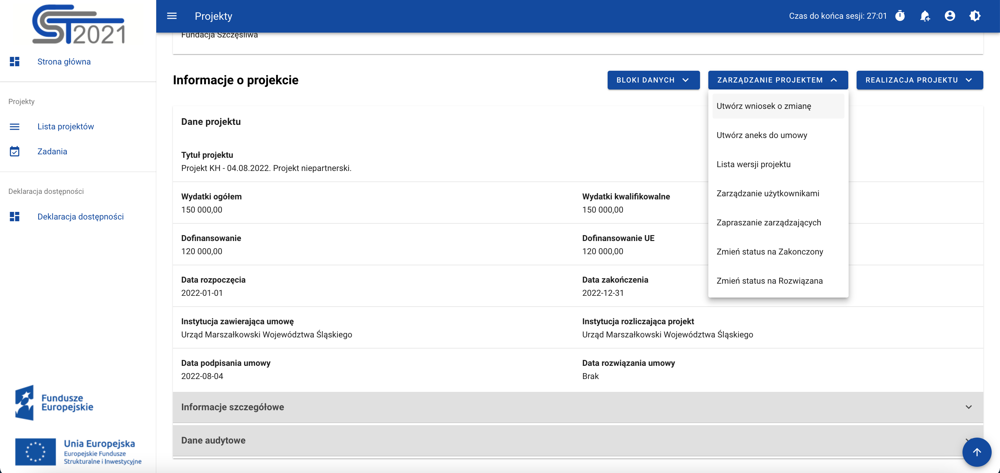 CST2021
Projekty
Czas do końca sesji: 27:01
Strona główna
Projekty
Lista projektów
Zadania
Deklaracja dostępności
Deklaracja dostępności
Fundusze
Europejskie
Unia Europejska
Europejskie Fundusze
Strukturalne i Inwestycyjne
Fundacja Szczęśliwa
Informacje o projekcie
BLOKI DANYCH
ZARZĄDZANIE PROJEKTEM
REALIZACJA PROJEKTU
Utwórz wniosek o zmianę
Utwórz aneks do umowy
Lista wersji projektu
Zarządzanie użytkownikami
Zapraszanie zarządzających
Zmień status na Zakonczony
Zmień status na Rozwiązana
Dane projektu
Tytuł projektu
Projekt KH - 04.08.2022. Projekt niepartnerski.
Wydatki ogółem
150 000,00
Wydatki kwalifikowalne
150 000,00
Dofinansowanie
120 000,00
Dofinansowanie UE
120 000,00
Data rozpoczęcia
2022-01-01
Data zakończenia
2022-12-31
Instytucja zawierająca umowę
Urząd Marszałkowski Województwa Śląskiego
Instytucja rozliczająca projekt
Urząd Marszałkowski Województwa Śląskiego
Data podpisania umowy
2022-08-04
Data rozwiązania umowy
Brak
Informacje szczegółowe
Dane audytowe